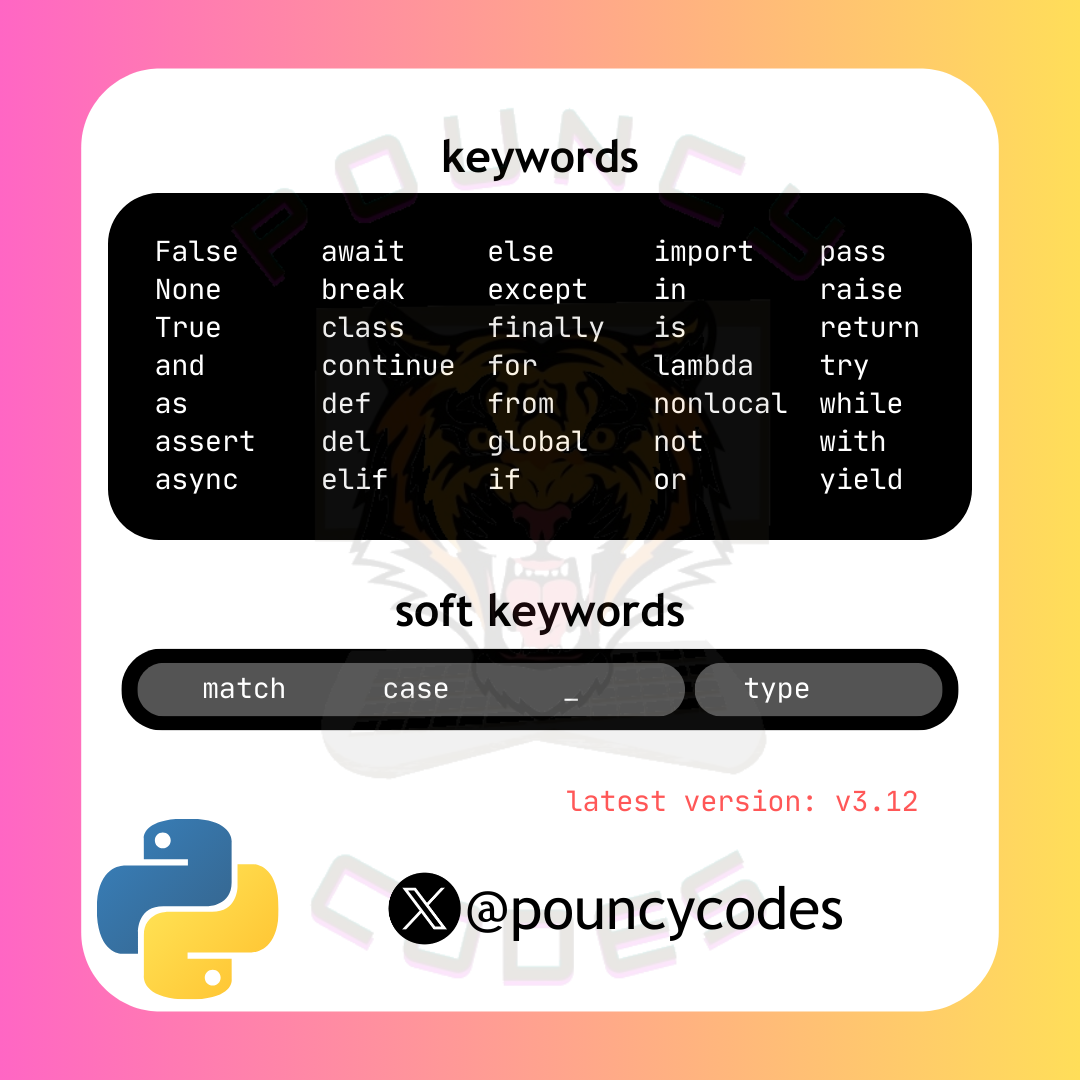 POUNCY
keywords
False await else import pass
None break except in raise
True class finally is return
and continue for lambda try
as def from nonlocal while
assert del global not with
async elif if or yield
soft keywords
match case _ type
latest version: v3.12
@pouncycodes
CODES